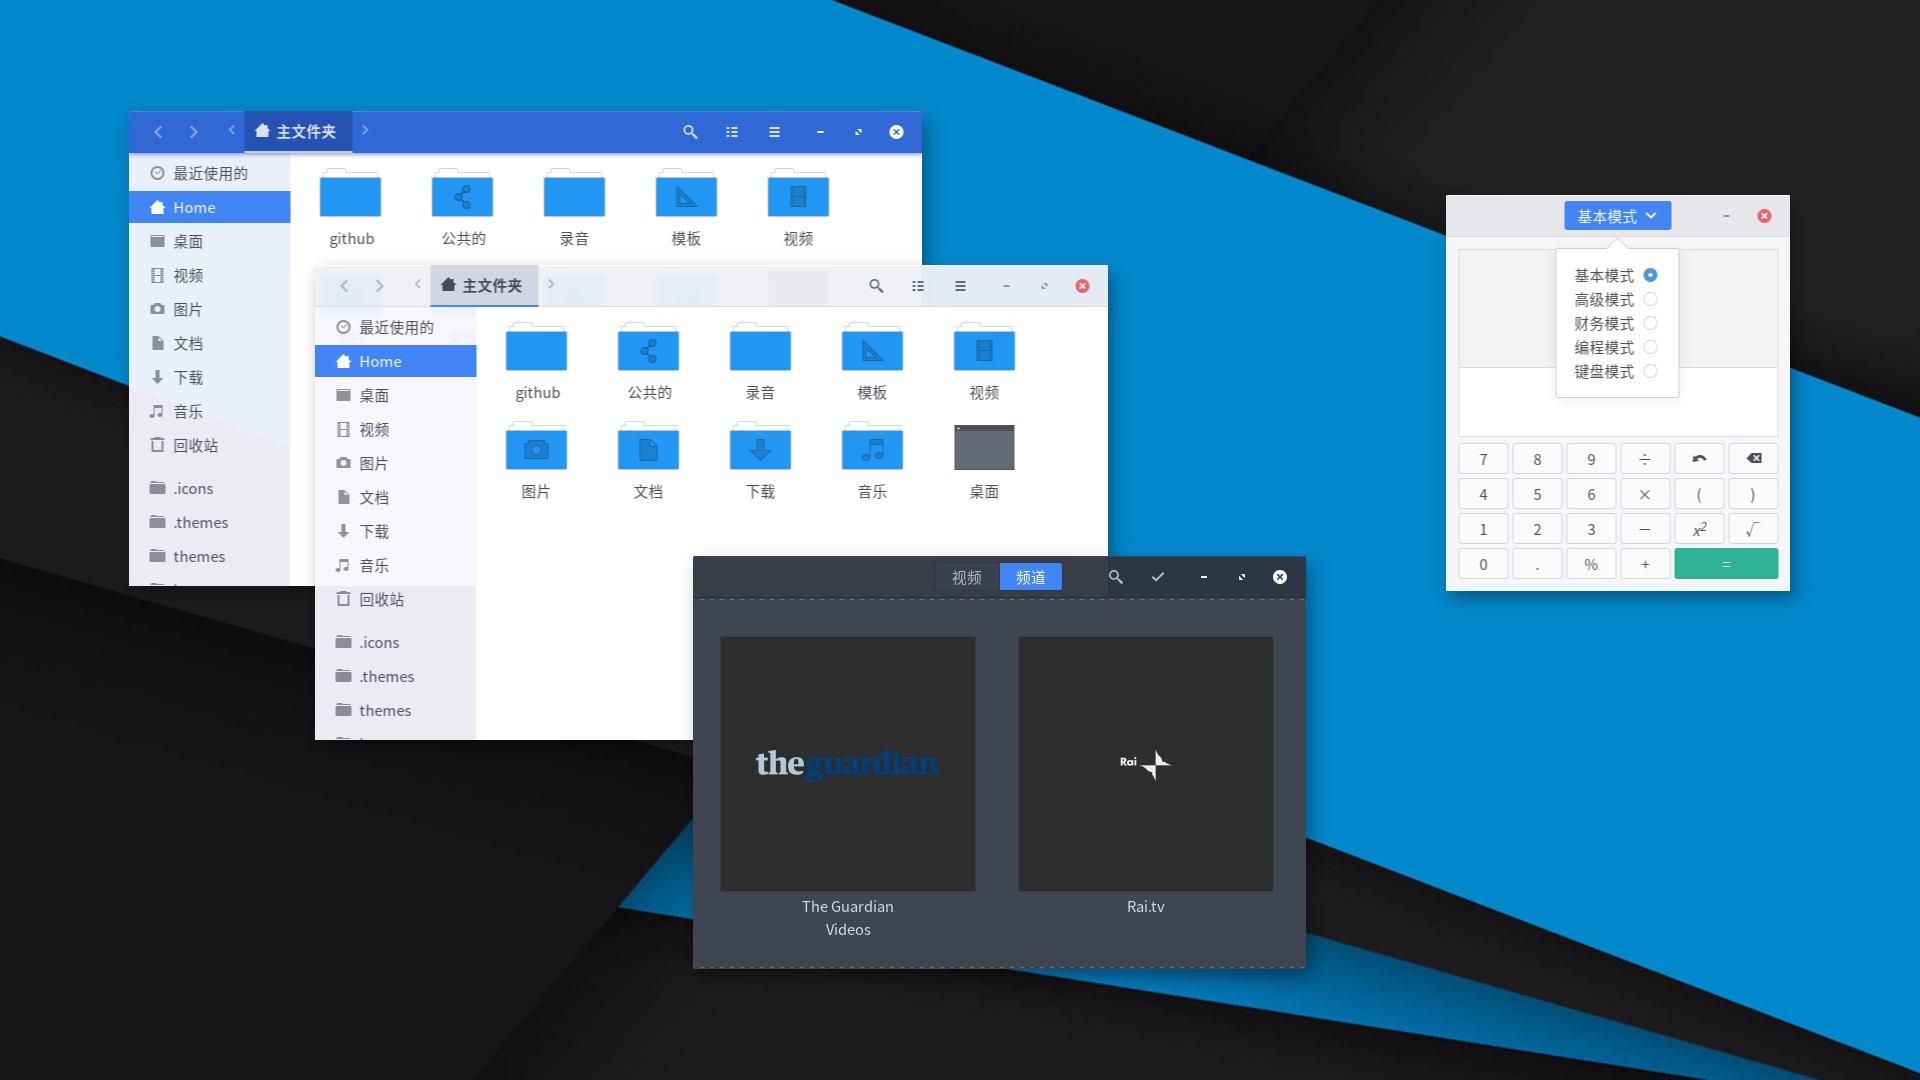 主文件夹
最近使用的
Home
桌面
视频
图片
文档
下载
音乐
回收站
.icons
.themes
themes
github
公共的
录音
模板
视频
主文件夹
最近使用的
Home
桌面
视频
图片
文档
下载
音乐
回收站
.icons
.themes
themes
github
公共的
录音
模板
视频
图片
文档
下载
音乐
桌面
视频 频道
theguardian
The Guardian
Videos
Rai
Rai.tv
基本模式
基本模式
高级模式
财务模式
编程模式
键盘模式
7 8 9 ÷
4 5 6 × ( )
1 2 3 − x² √
0 . % + =